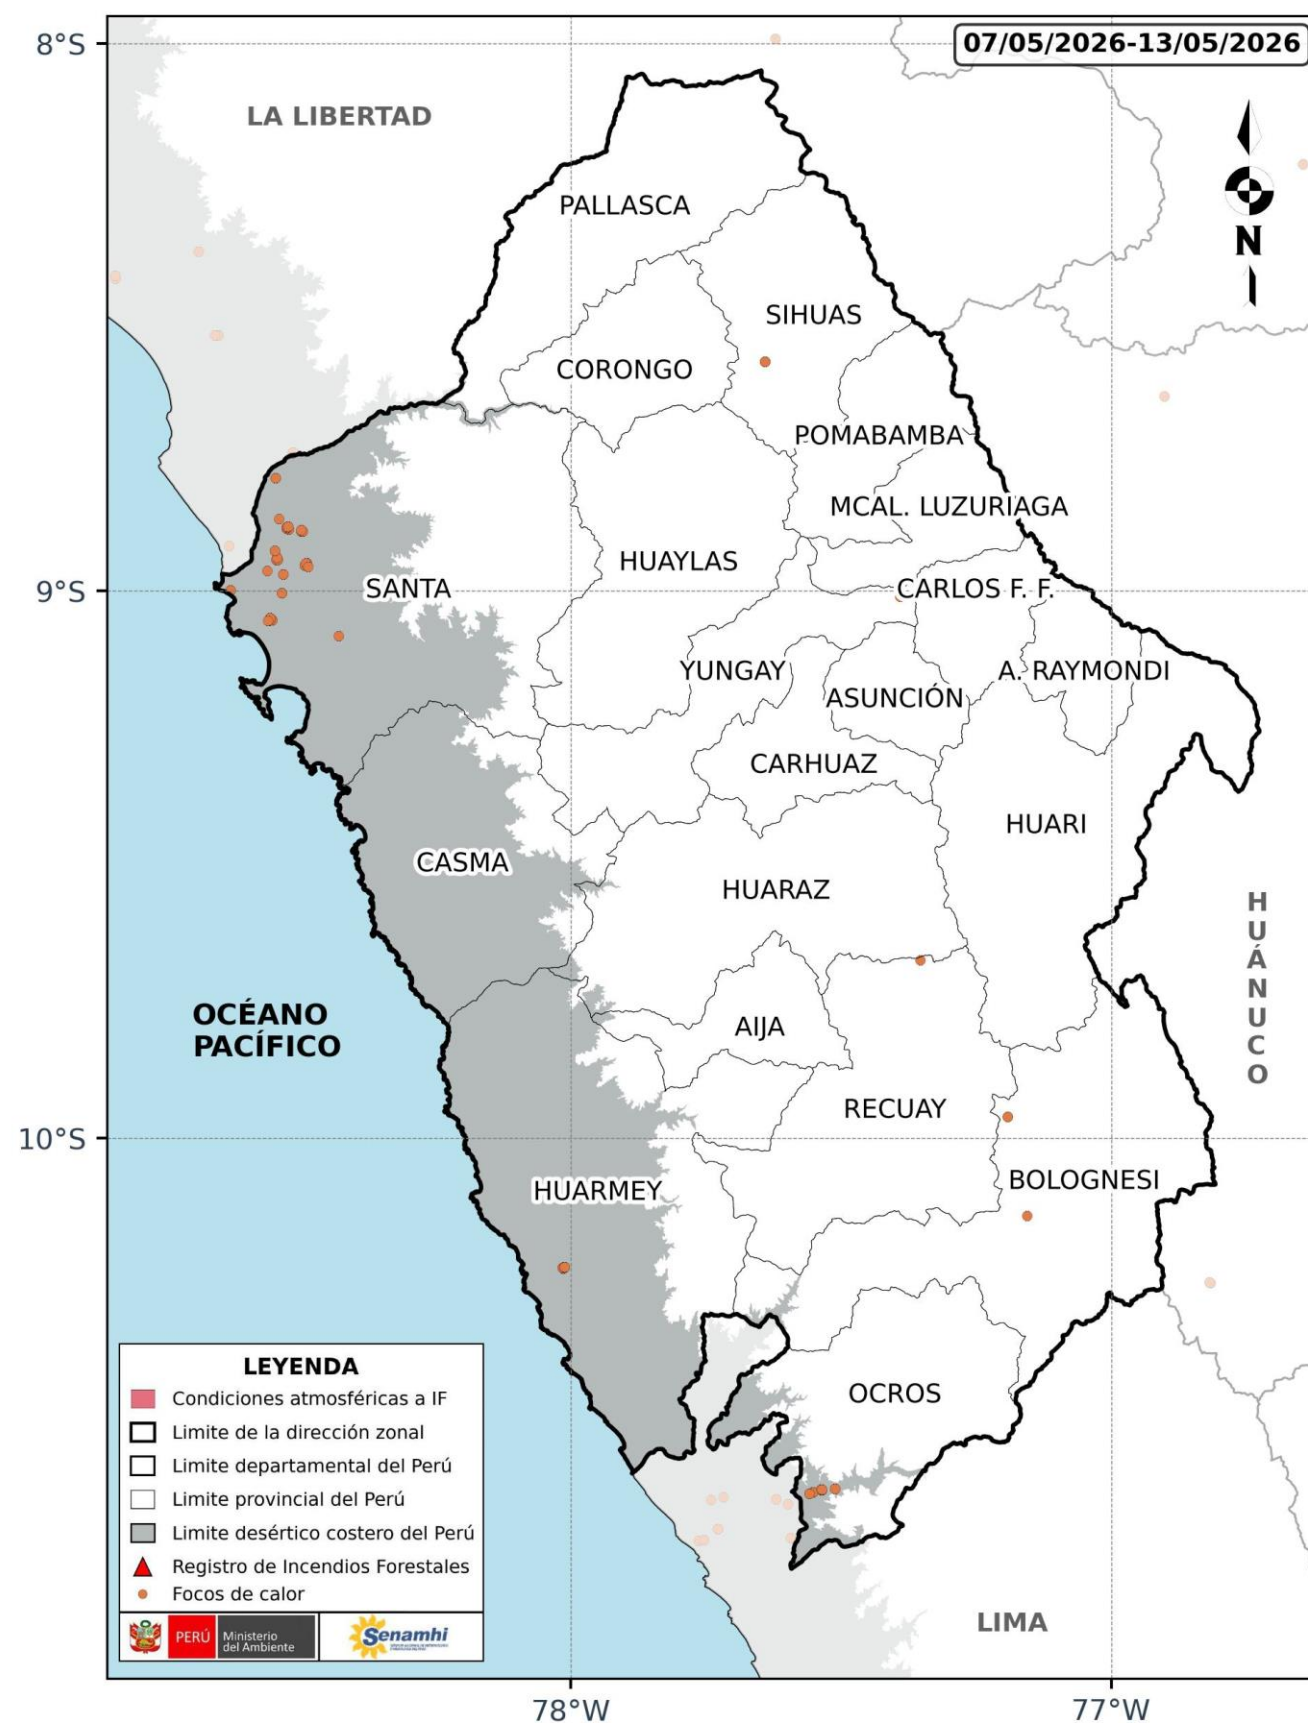 8°S
07/05/2026-13/05/2026
LA LIBERTAD
N
PALLASCA
SIHUAS
CORONGO
POMABAMBA
MCAL. LUZURIAGA
HUAYLAS
9°S
SANTA
CARLOS F. F.
YUNGAY
A. RAYMONDI
ASUNCIÓN
CARHUAZ
HUARI
CASMA
HUARAZ
H
U
Á
N
U
C
O
OCÉANO
PACÍFICO
AIJA
RECUAY
10°S
BOLOGNESI
HUARMEY
OCROS
LEYENDA
Condiciones atmosféricas a IF
Limite de la dirección zonal
Limite departamental del Perú
Limite provincial del Perú
Limite desértico costero del Perú
Registro de Incendios Forestales
Focos de calor
PERÚ
Ministerio
del Ambiente
Senamhi
LIMA
78°W
77°W